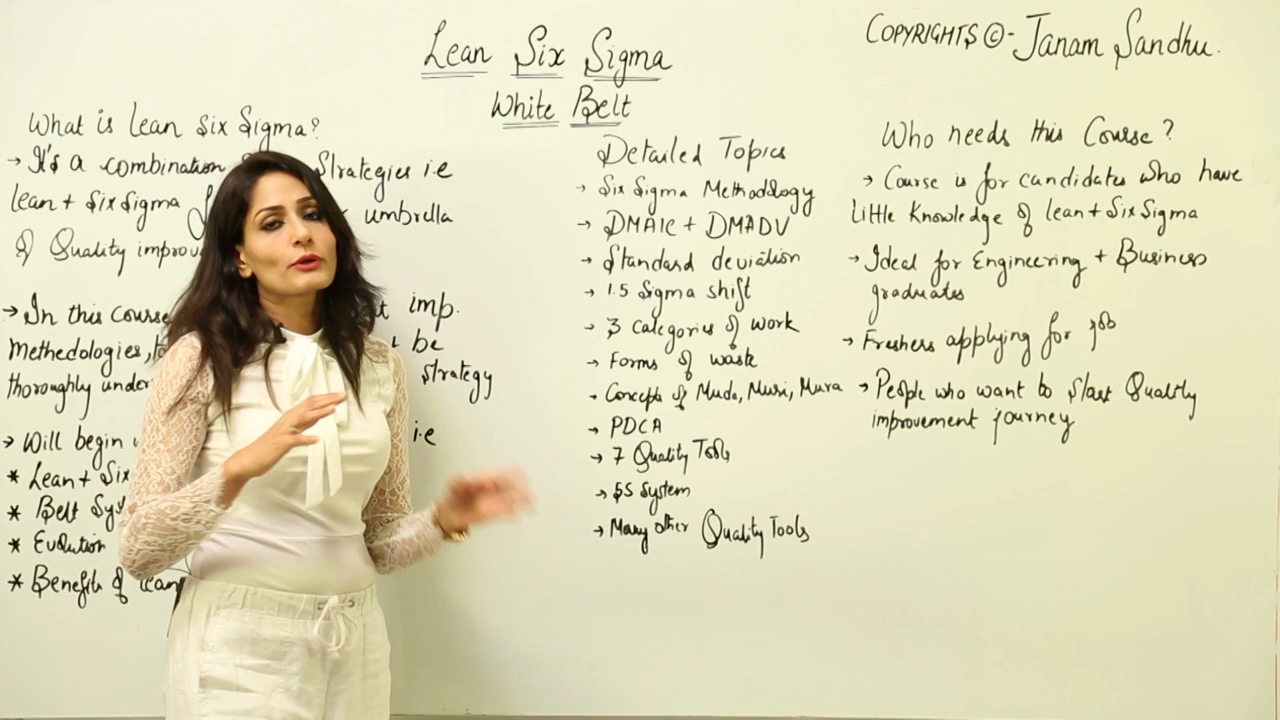 Lean Six Sigma
White Belt
COPYRIGHTS ©- Janam Sandhu.
What is Lean Six Sigma?
→ It's a combination Strategies i.e
lean + Six Sigma umbrella
of Quality improv
→ In this Course imp.
Methedologies, be
thoroughly under strategy
→ Will begin i.e
* Lean + Six
* Belt Sys
* Evolution
* Benefits of Lean
Detailed Topics
→ Six Sigma Methodology
→ DMAIC + DMADV
→ Standard deviation
→ 1.5 Sigma shift
→ 3 categories of work
→ Forms of waste
→ Concepts of Muda, Muri, Mura
→ PDCA
→ 7 Quality Tools
→ 5S System
→ Many other Quality Tools
Who needs this Course?
→ Course is for candidates who have
Little Knowledge of lean + Six Sigma
→ Ideal for Engineering + Business
graduates
→ Freshers applying for job
→ People who want to start Quality
improvement journey